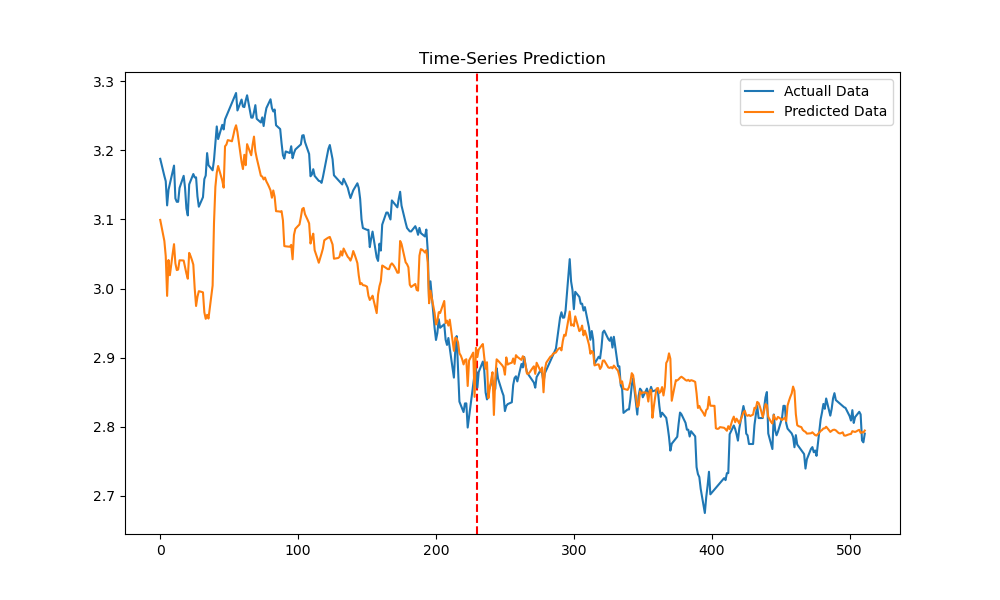 Time-Series Prediction
Actuall Data
Predicted Data
3.3
3.2
3.1
3.0
2.9
2.8
2.7
0 100 200 300 400 500